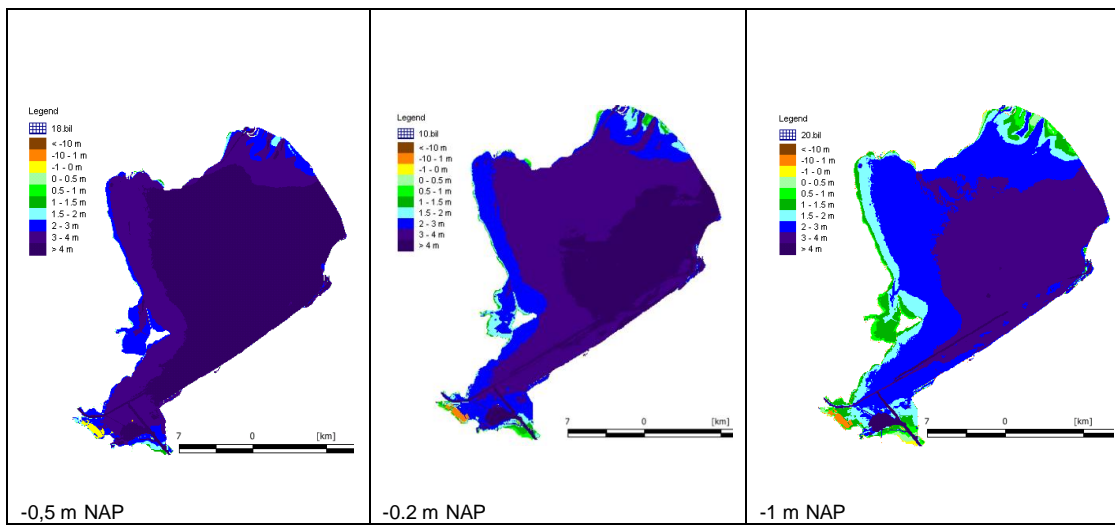 Legend
18.bil
< -10 m
-10 - 1 m
-1 - 0 m
0 - 0.5 m
0.5 - 1 m
1 - 1.5 m
1.5 - 2 m
2 - 3 m
3 - 4 m
> 4 m
7 0 [km]
-0,5 m NAP
Legend
10.bil
< -10 m
-10 - 1 m
-1 - 0 m
0 - 0.5 m
0.5 - 1 m
1 - 1.5 m
1.5 - 2 m
2 - 3 m
3 - 4 m
> 4 m
7 0 [km]
-0.2 m NAP
Legend
20.bil
< -10 m
-10 - 1 m
-1 - 0 m
0 - 0.5 m
0.5 - 1 m
1 - 1.5 m
1.5 - 2 m
2 - 3 m
3 - 4 m
> 4 m
7 0 [km]
-1 m NAP